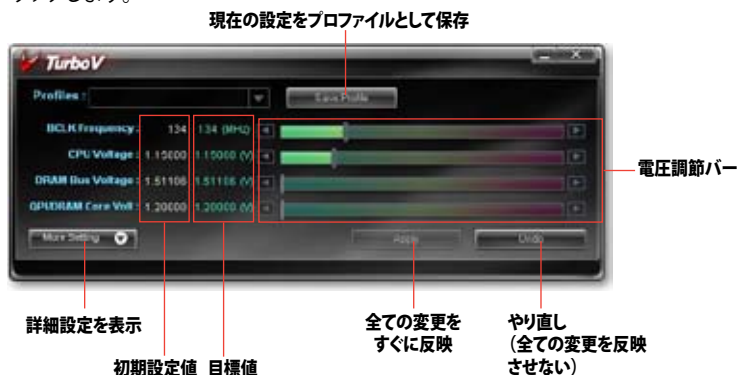 ックします。
現在の設定をプロファイルとして保存
TurboV
Profiles :
Save Profile
BCLK Frequency : 134 134 (MHz)
CPU Voltage : 1.15000 1.15000 (V)
DRAM Bus Voltage : 1.51106 1.51106 (V)
QPI/DRAM Core Volt : 1.20000 1.20000 (V)
電圧調節バー
More Setting
Apply
Undo
詳細設定を表示
初期設定値
目標値
全ての変更を
すぐに反映
やり直し
（全ての変更を反映
させない）